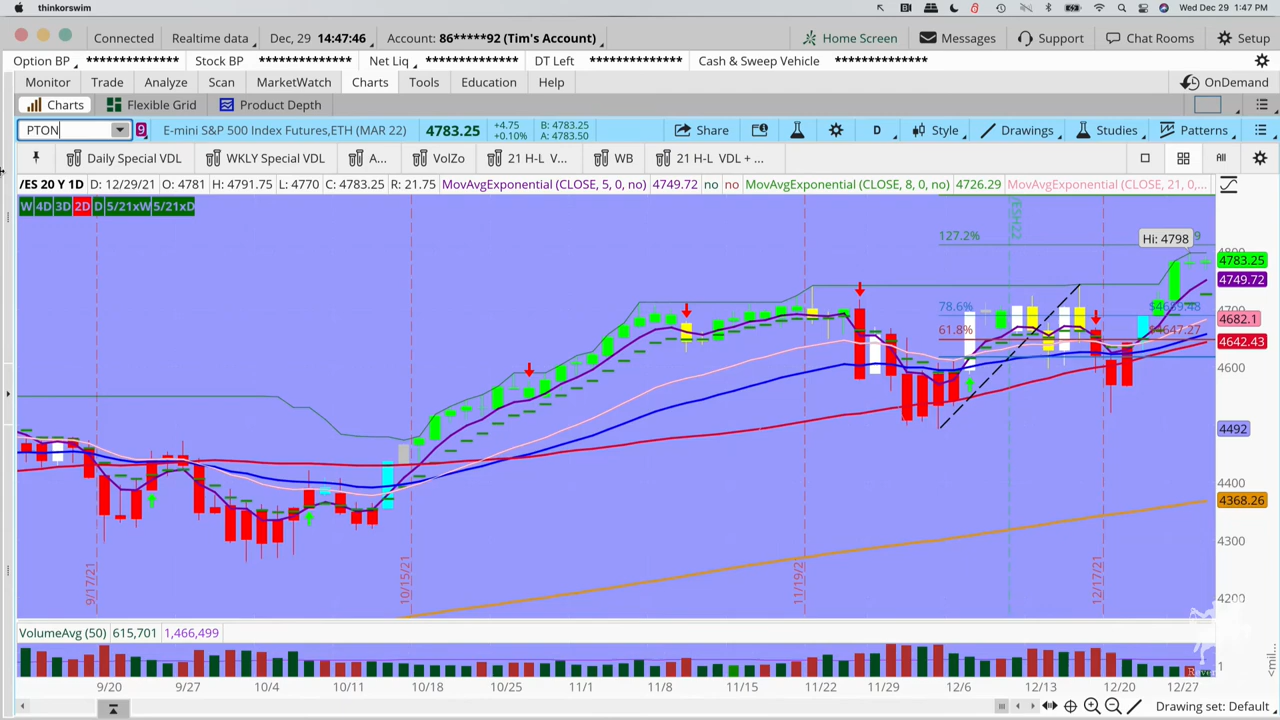 thinkorswim
Wed Dec 29 1:47 PM
Connected Realtime data Dec, 29 14:47:46 Account: 86*****92 (Tim's Account) Home Screen Messages Support Chat Rooms Setup
Option BP ************** Stock BP ************** Net Liq ************** DT Left ************** Cash & Sweep Vehicle **************
Monitor Trade Analyze Scan MarketWatch Charts Tools Education Help OnDemand
Charts Flexible Grid Product Depth
PTON 9 E-mini S&P 500 Index Futures,ETH (MAR 22) 4783.25 +4.75 B: 4783.25 Share D Style Drawings Studies Patterns
+0.10% A: 4783.50
Daily Special VDL WKLY Special VDL A... VolZo 21 H-L V... WB 21 H-L VDL + ... All
/ES 20 Y 1D D: 12/29/21 O: 4781 H: 4791.75 L: 4770 C: 4783.25 R: 21.75 MovAvgExponential (CLOSE, 5, 0, no) 4749.72 no no MovAvgExponential (CLOSE, 8, 0, no) 4726.29 MovAvgExponential (CLOSE, 21, 0,...
W 4D 3D 2D D 5/21xW 5/21xD
/ESH22
127.2%
Hi: 4798
4783.25
4749.72
78.6% $4659.48
4682.1
61.8% $4647.27
4642.43
4600
4492
4400
4368.26
4300
4200
9/17/21 10/15/21 11/19/2 12/17/21
VolumeAvg (50) 615,701 1,466,499
1
<mil...
9/20 9/27 10/4 10/11 10/18 10/25 11/1 11/8 11/15 11/22 11/29 12/6 12/13 12/20 12/27
Drawing set: Default